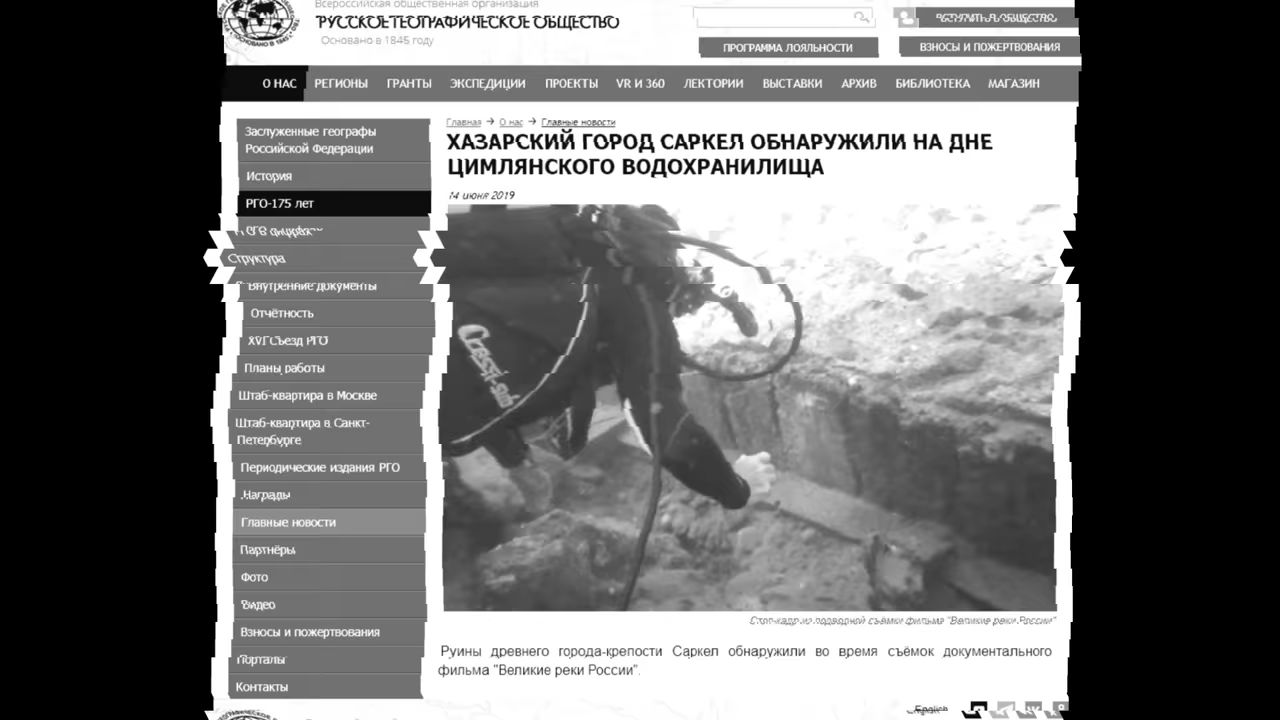 Всероссийская общественная организация
РУССКОЕ ГЕОГРАФИЧЕСКОЕ ОБЩЕСТВО
Основано в 1845 году
ПРОГРАММА ЛОЯЛЬНОСТИ
ВЗНОСЫ И ПОЖЕРТВОВАНИЯ
О НАС РЕГИОНЫ ГРАНТЫ ЭКСПЕДИЦИИ ПРОЕКТЫ VR И 360 ЛЕКТОРИИ ВЫСТАВКИ АРХИВ БИБЛИОТЕКА МАГАЗИН
Заслуженные географы
Российской Федерации
История
РГО-175 лет
Структура
Внутренние документы
Отчётность
XVI Съезд РГО
Планы работы
Штаб-квартира в Москве
Штаб-квартира в Санкт-
Петербурге
Периодические издания РГО
Награды
Главные новости
Партнёры
Фото
Видео
Взносы и пожертвования
Порталы
Контакты
Главная → О нас → Главные новости
ХАЗАРСКИЙ ГОРОД САРКЕЛ ОБНАРУЖИЛИ НА ДНЕ
ЦИМЛЯНСКОГО ВОДОХРАНИЛИЩА
14 июня 2019
Cressi-sub
Стоп-кадр из подводной съёмки фильма "Великие реки России"
Руины древнего города-крепости Саркел обнаружили во время съёмок документального
фильма "Великие реки России".
English